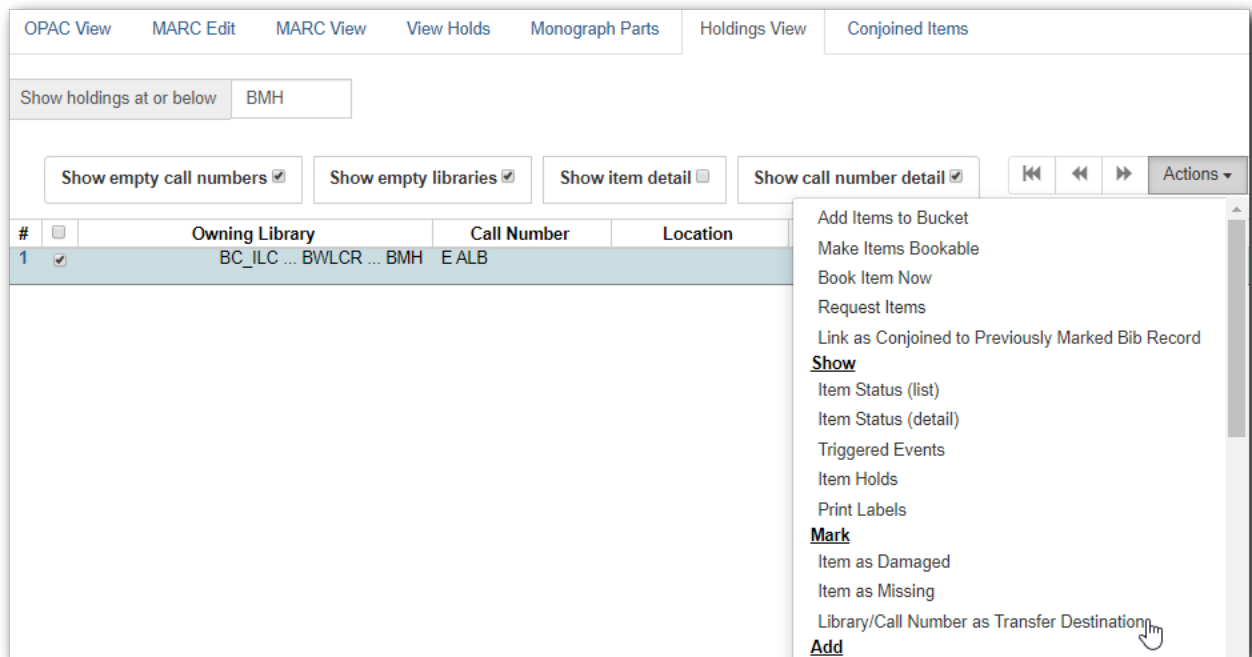 OPAC View MARC Edit MARC View View Holds Monograph Parts Holdings View Conjoined Items
Show holdings at or below BMH
Show empty call numbers Show empty libraries Show item detail Show call number detail Actions
# Owning Library Call Number Location
1 BC_ILC ... BWLCR ... BMH E ALB
Add Items to Bucket
Make Items Bookable
Book Item Now
Request Items
Link as Conjoined to Previously Marked Bib Record
Show
Item Status (list)
Item Status (detail)
Triggered Events
Item Holds
Print Labels
Mark
Item as Damaged
Item as Missing
Library/Call Number as Transfer Destination
Add